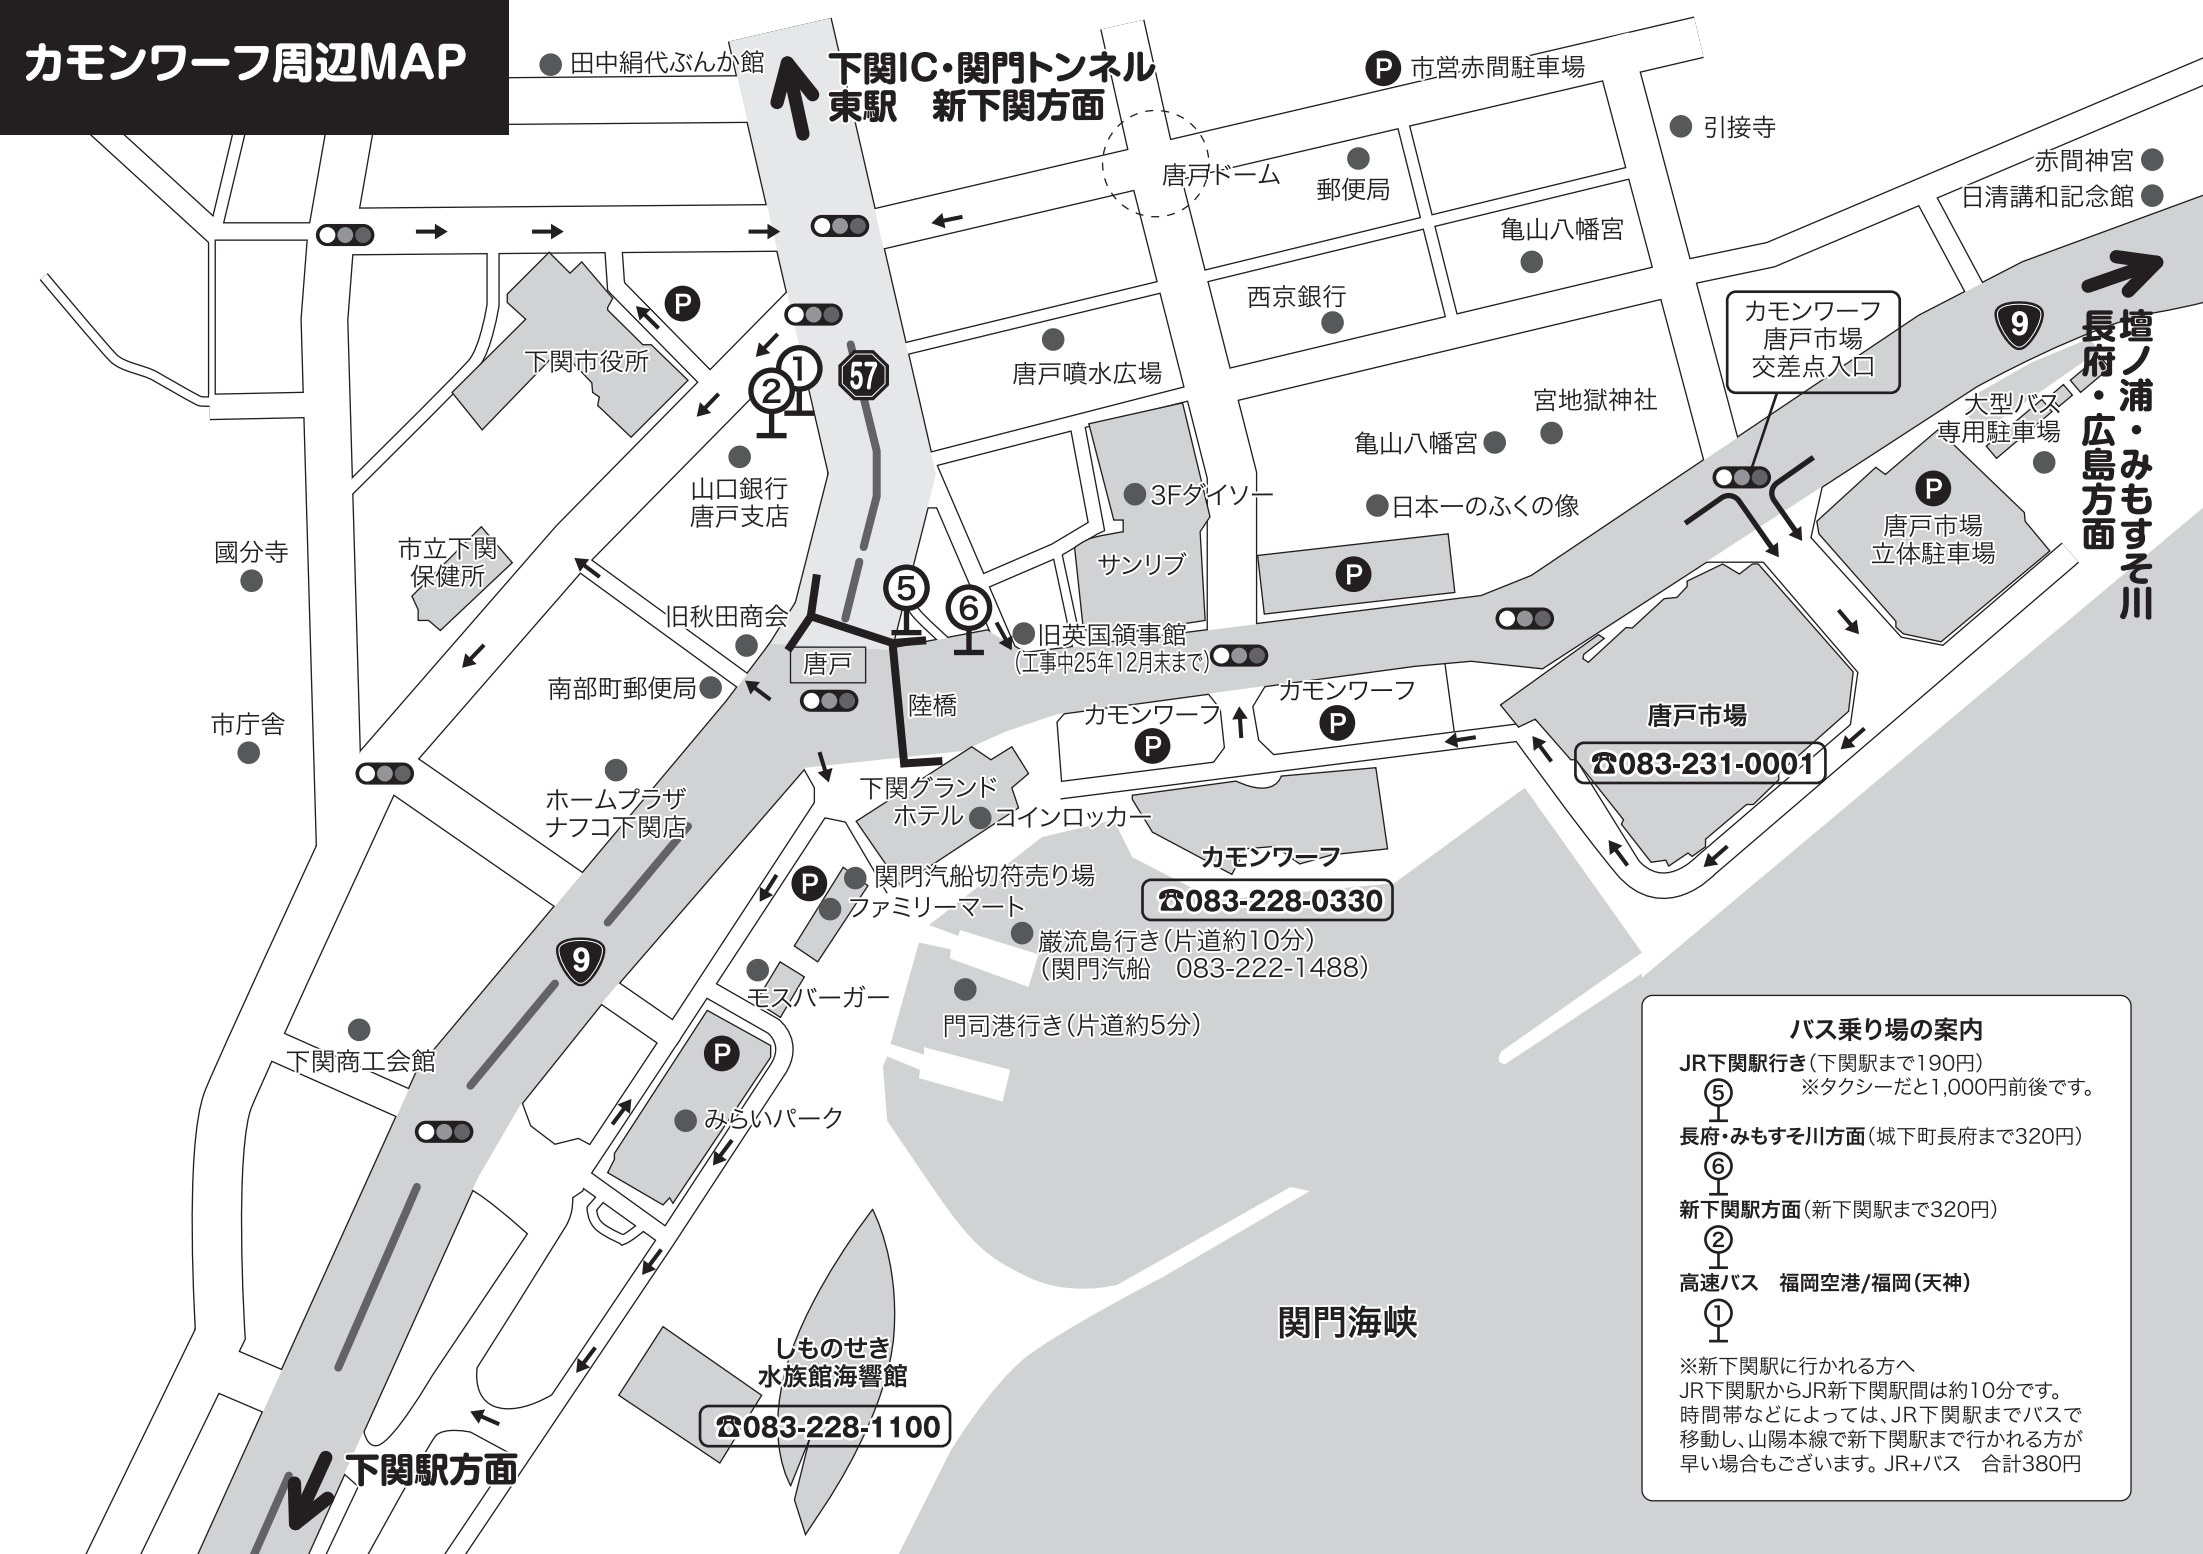 カモンワーフ周辺MAP
田中絹代ぶんか館
下関IC・関門トンネル
東駅　新下関方面
P 市営赤間駐車場
引接寺
赤間神宮
日清講和記念館
唐戸ドーム
郵便局
亀山八幡宮
西京銀行
カモンワーフ
唐戸市場
交差点入口
9
壇ノ浦・みもすそ川
長府・広島方面
P
下関市役所
1
2
57
唐戸噴水広場
宮地獄神社
亀山八幡宮
大型バス
専用駐車場
山口銀行
唐戸支店
3Fダイソー
日本一のふくの像
P
唐戸市場
立体駐車場
國分寺
市立下関
保健所
サンリブ
P
旧秋田商会
5
6
旧英国領事館
(工事中25年12月末まで)
唐戸
南部町郵便局
陸橋
カモンワーフ
P
カモンワーフ
P
唐戸市場
☎083-231-0001
市庁舎
ホームプラザ
ナフコ下関店
下関グランド
ホテル
コインロッカー
カモンワーフ
☎083-228-0330
P
関門汽船切符売り場
ファミリーマート
巌流島行き(片道約10分)
(関門汽船　083-222-1488)
9
モスバーガー
門司港行き(片道約5分)
下関商工会館
P
みらいパーク
関門海峡
しものせき
水族館海響館
☎083-228-1100
下関駅方面
バス乗り場の案内
JR下関駅行き(下関駅まで190円)
5 ※タクシーだと1,000円前後です。
長府・みもすそ川方面(城下町長府まで320円)
6
新下関駅方面(新下関駅まで320円)
2
高速バス　福岡空港/福岡(天神)
1
※新下関駅に行かれる方へ
JR下関駅からJR新下関駅間は約10分です。
時間帯などによっては、JR下関駅までバスで
移動し、山陽本線で新下関駅まで行かれる方が
早い場合もございます。JR+バス　合計380円